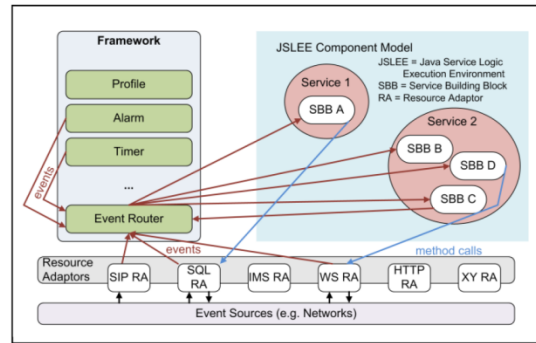 Framework
Profile
Alarm
Timer
...
Event Router
events
events
JSLEE Component Model
JSLEE = Java Service Logic
Execution Environment
SBB = Service Building Block
RA = Resource Adaptor
Service 1
SBB A
Service 2
SBB B
SBB D
SBB C
method calls
Resource
Adaptors
SIP RA
SQL
RA
IMS RA
WS RA
HTTP
RA
XY RA
Event Sources (e.g. Networks)